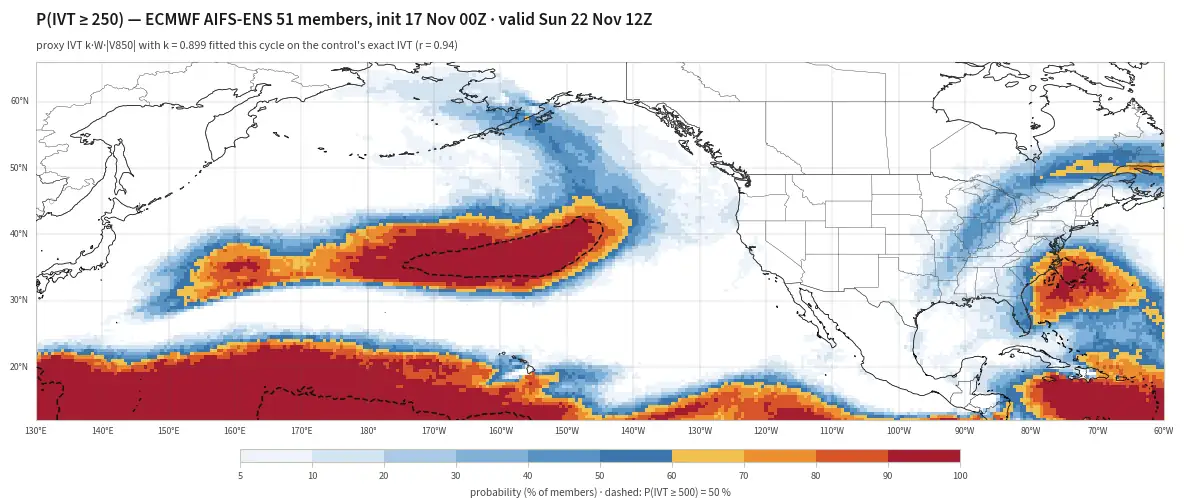 P(IVT ≥ 250) — ECMWF AIFS-ENS 51 members, init 17 Nov 00Z · valid Sun 22 Nov 12Z
proxy IVT k·W·|V850| with k = 0.899 fitted this cycle on the control's exact IVT (r = 0.94)
60°N
50°N
40°N
30°N
20°N
130°E 140°E 150°E 160°E 170°E 180° 170°W 160°W 150°W 140°W 130°W 120°W 110°W 100°W 90°W 80°W 70°W 60°W
5 10 20 30 40 50 60 70 80 90 100
probability (% of members) · dashed: P(IVT ≥ 500) = 50 %